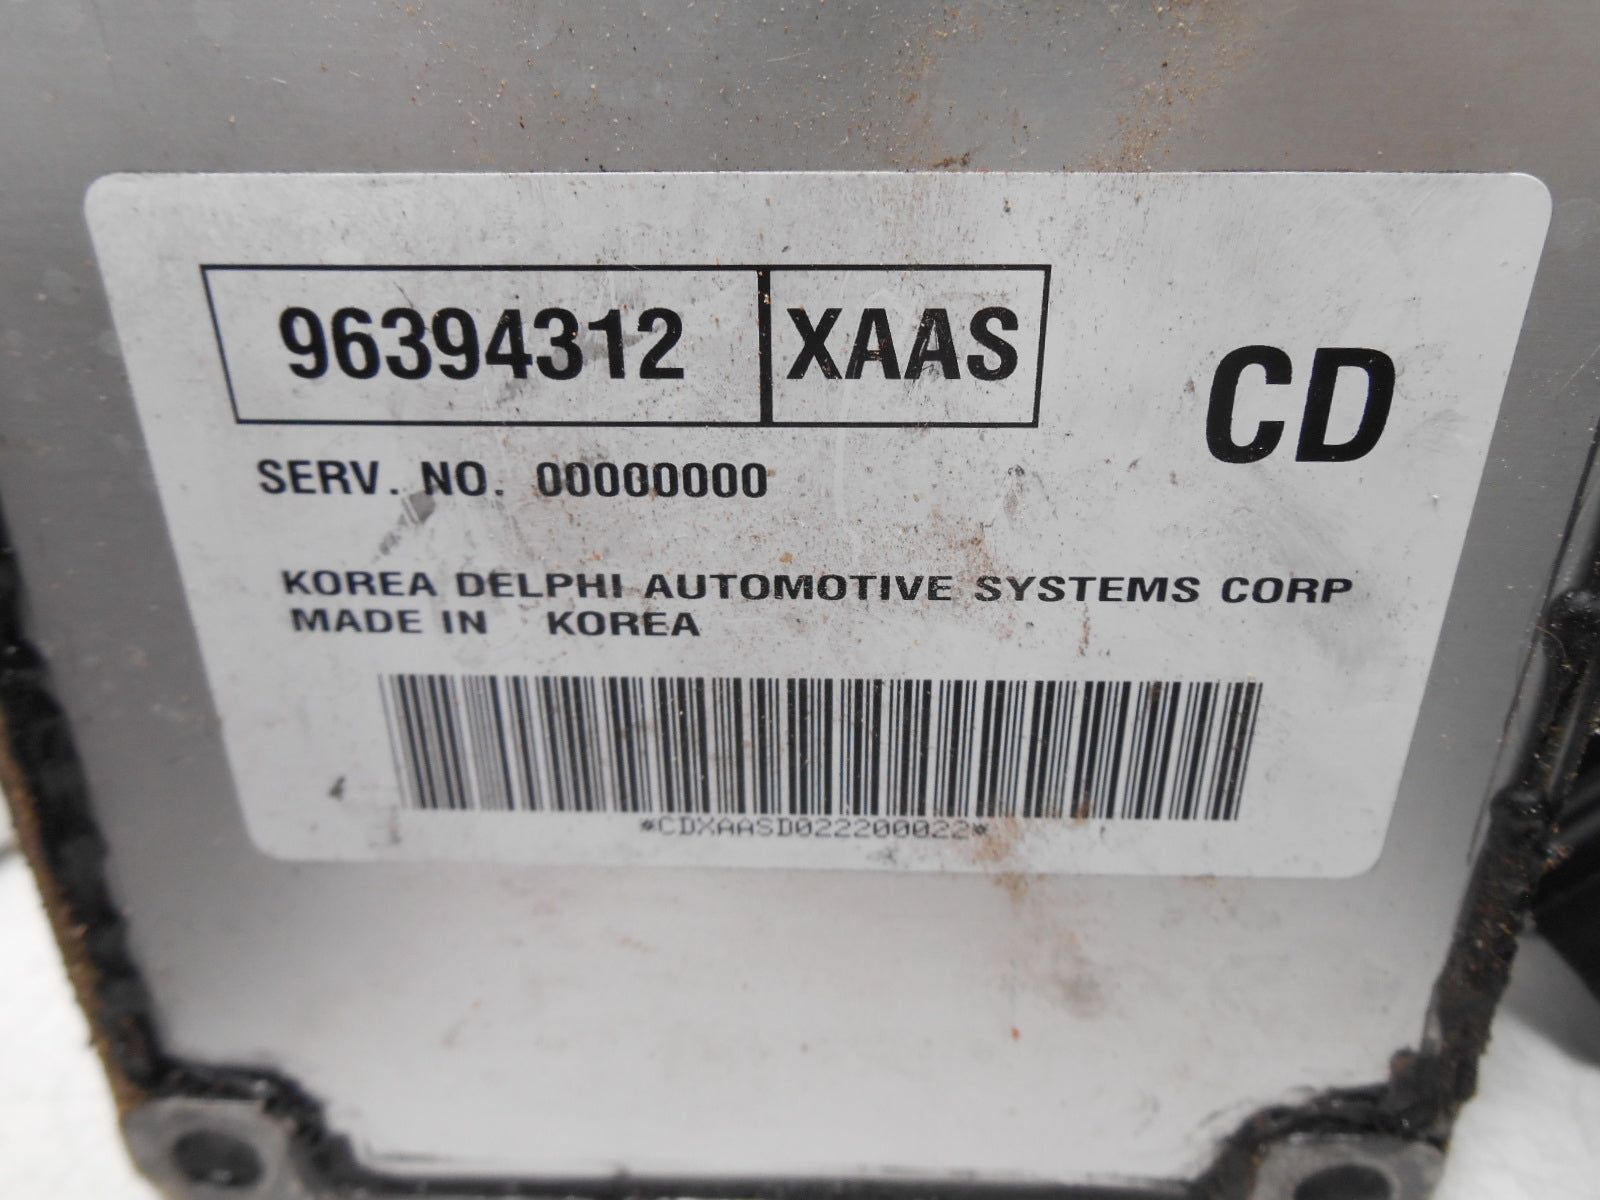 96394312 XAAS
CD
SERV. NO. 00000000
KOREA DELPHI AUTOMOTIVE SYSTEMS CORP
MADE IN KOREA
*CDXAASD022200022*